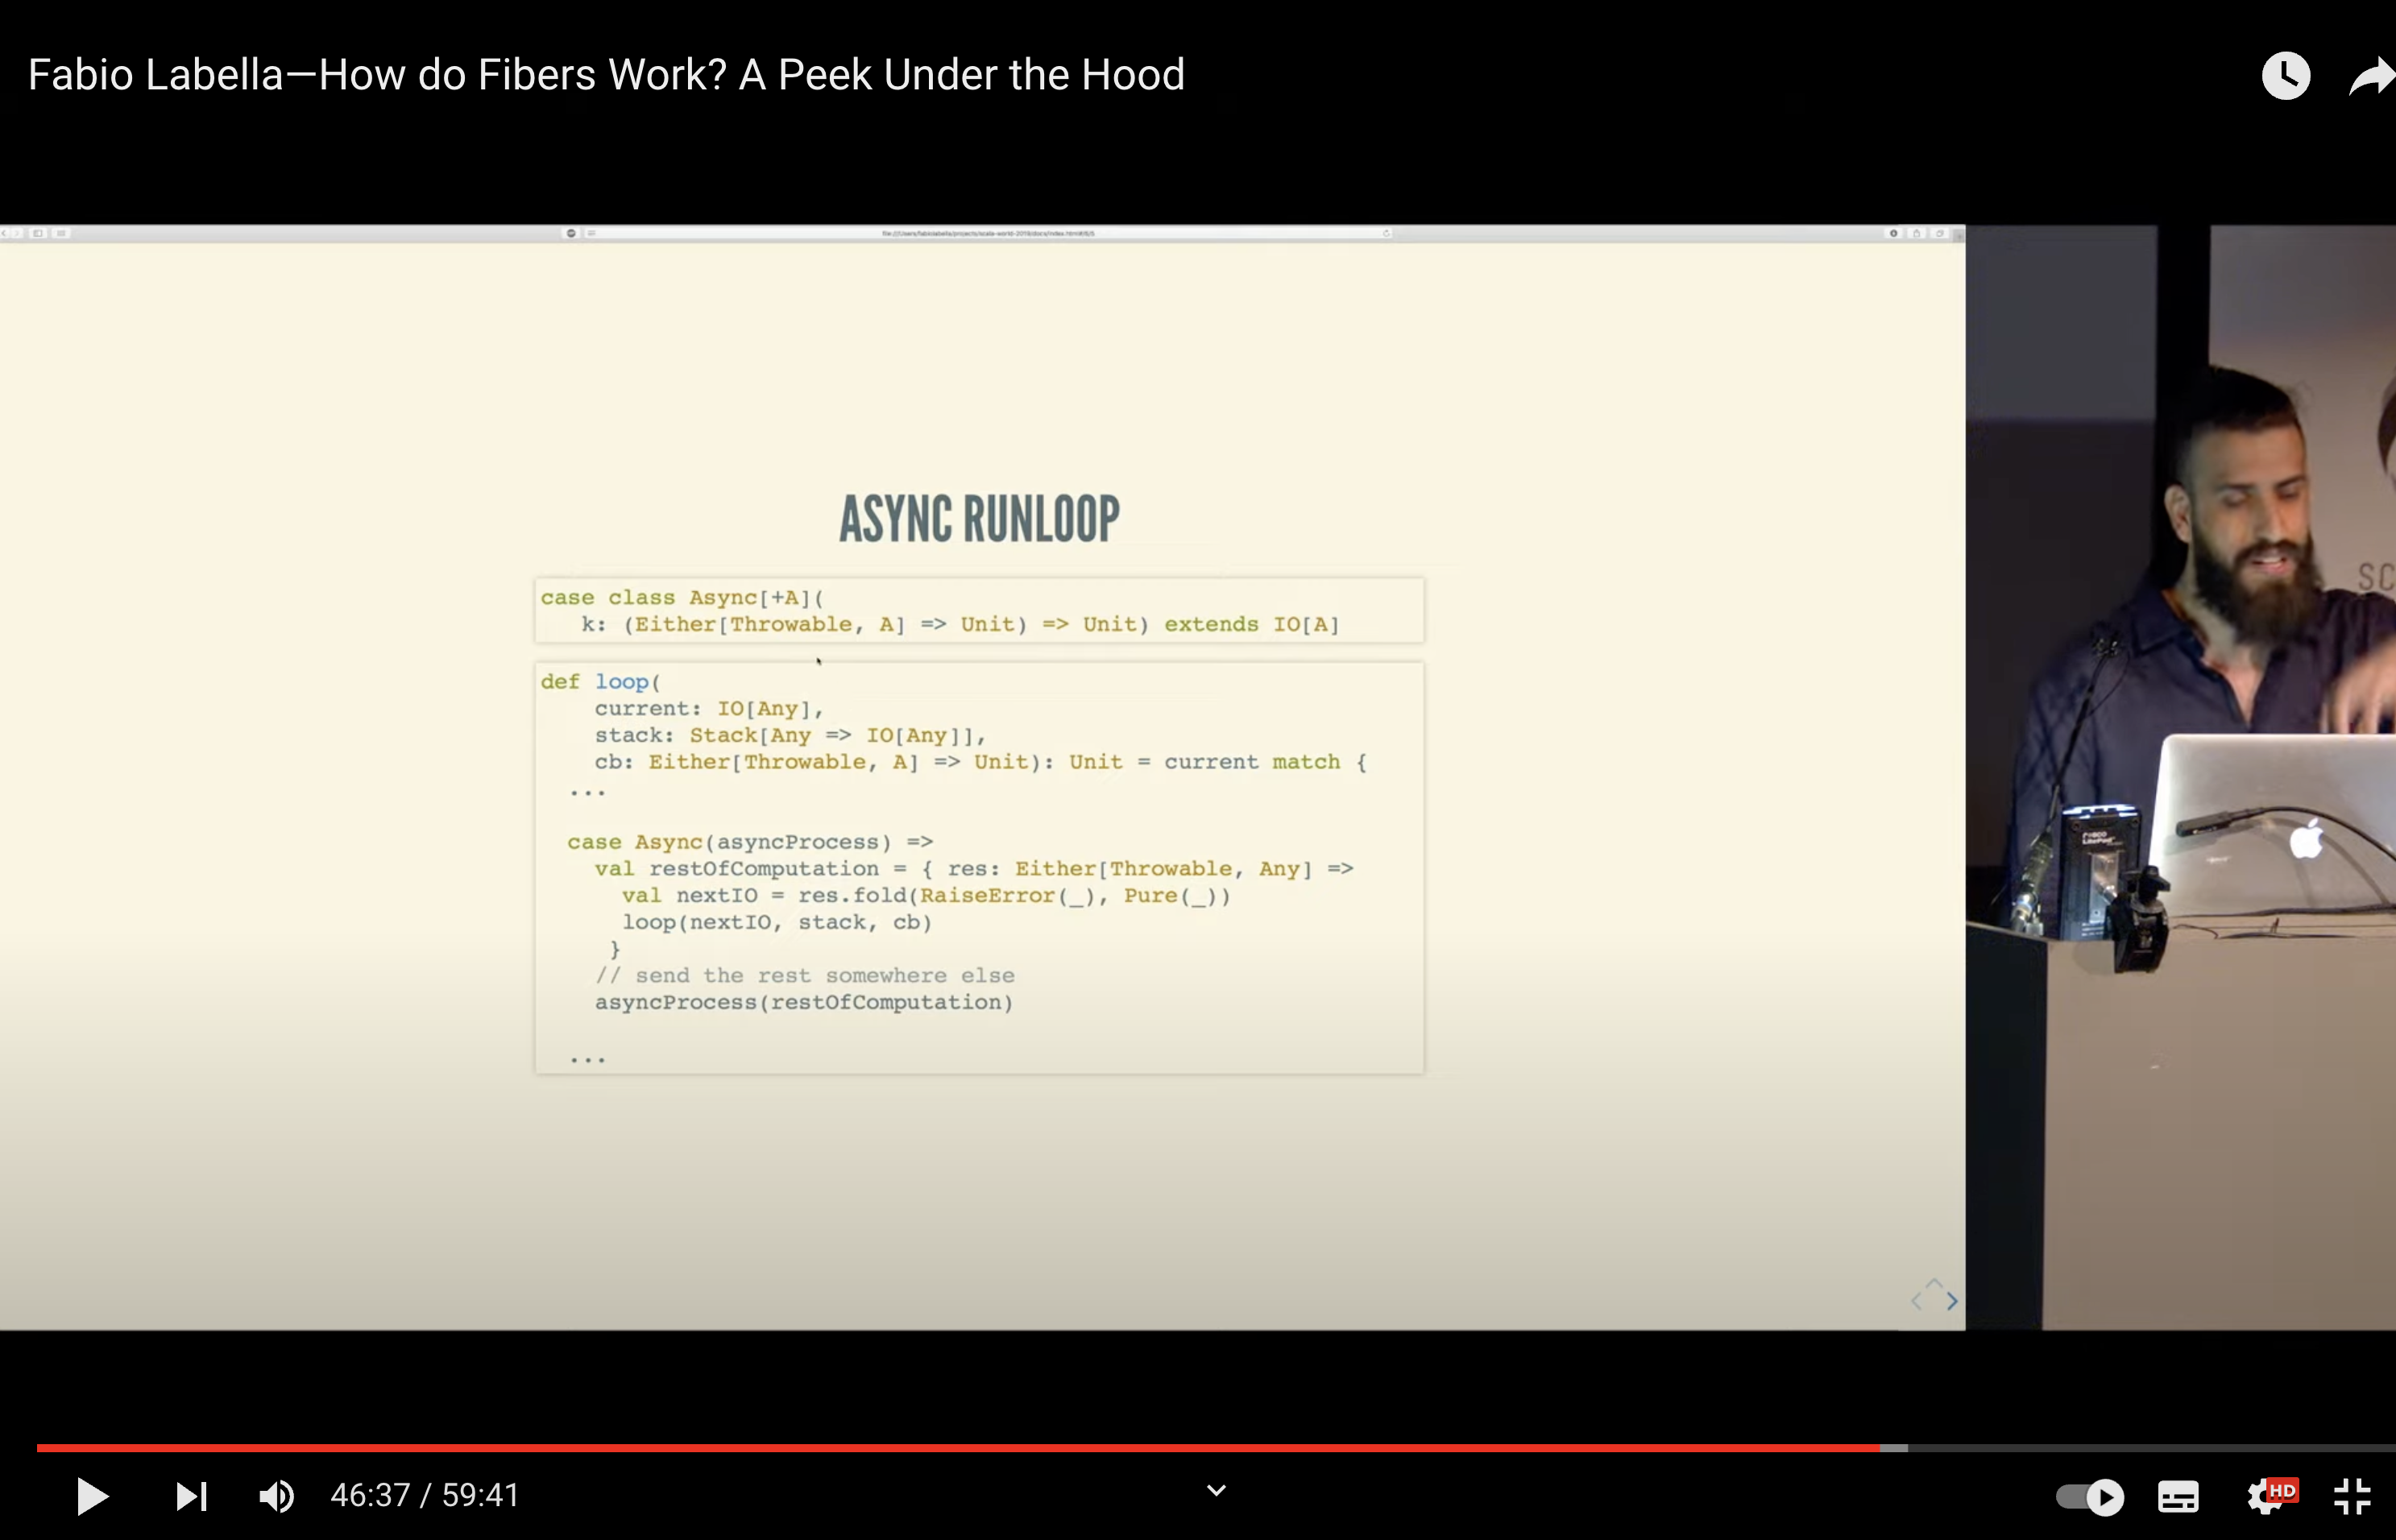 Fabio Labella—How do Fibers Work? A Peek Under the Hood
ASYNC RUNLOOP
case class Async[+A](
k: (Either[Throwable, A] => Unit) => Unit) extends IO[A]
def loop(
current: IO[Any],
stack: Stack[Any => IO[Any]],
cb: Either[Throwable, A] => Unit): Unit = current match {
...
case Async(asyncProcess) =>
val restOfComputation = { res: Either[Throwable, Any] =>
val nextIO = res.fold(RaiseError(_), Pure(_))
loop(nextIO, stack, cb)
}
// send the rest somewhere else
asyncProcess(restOfComputation)
...
SC
46:37 / 59:41
HD